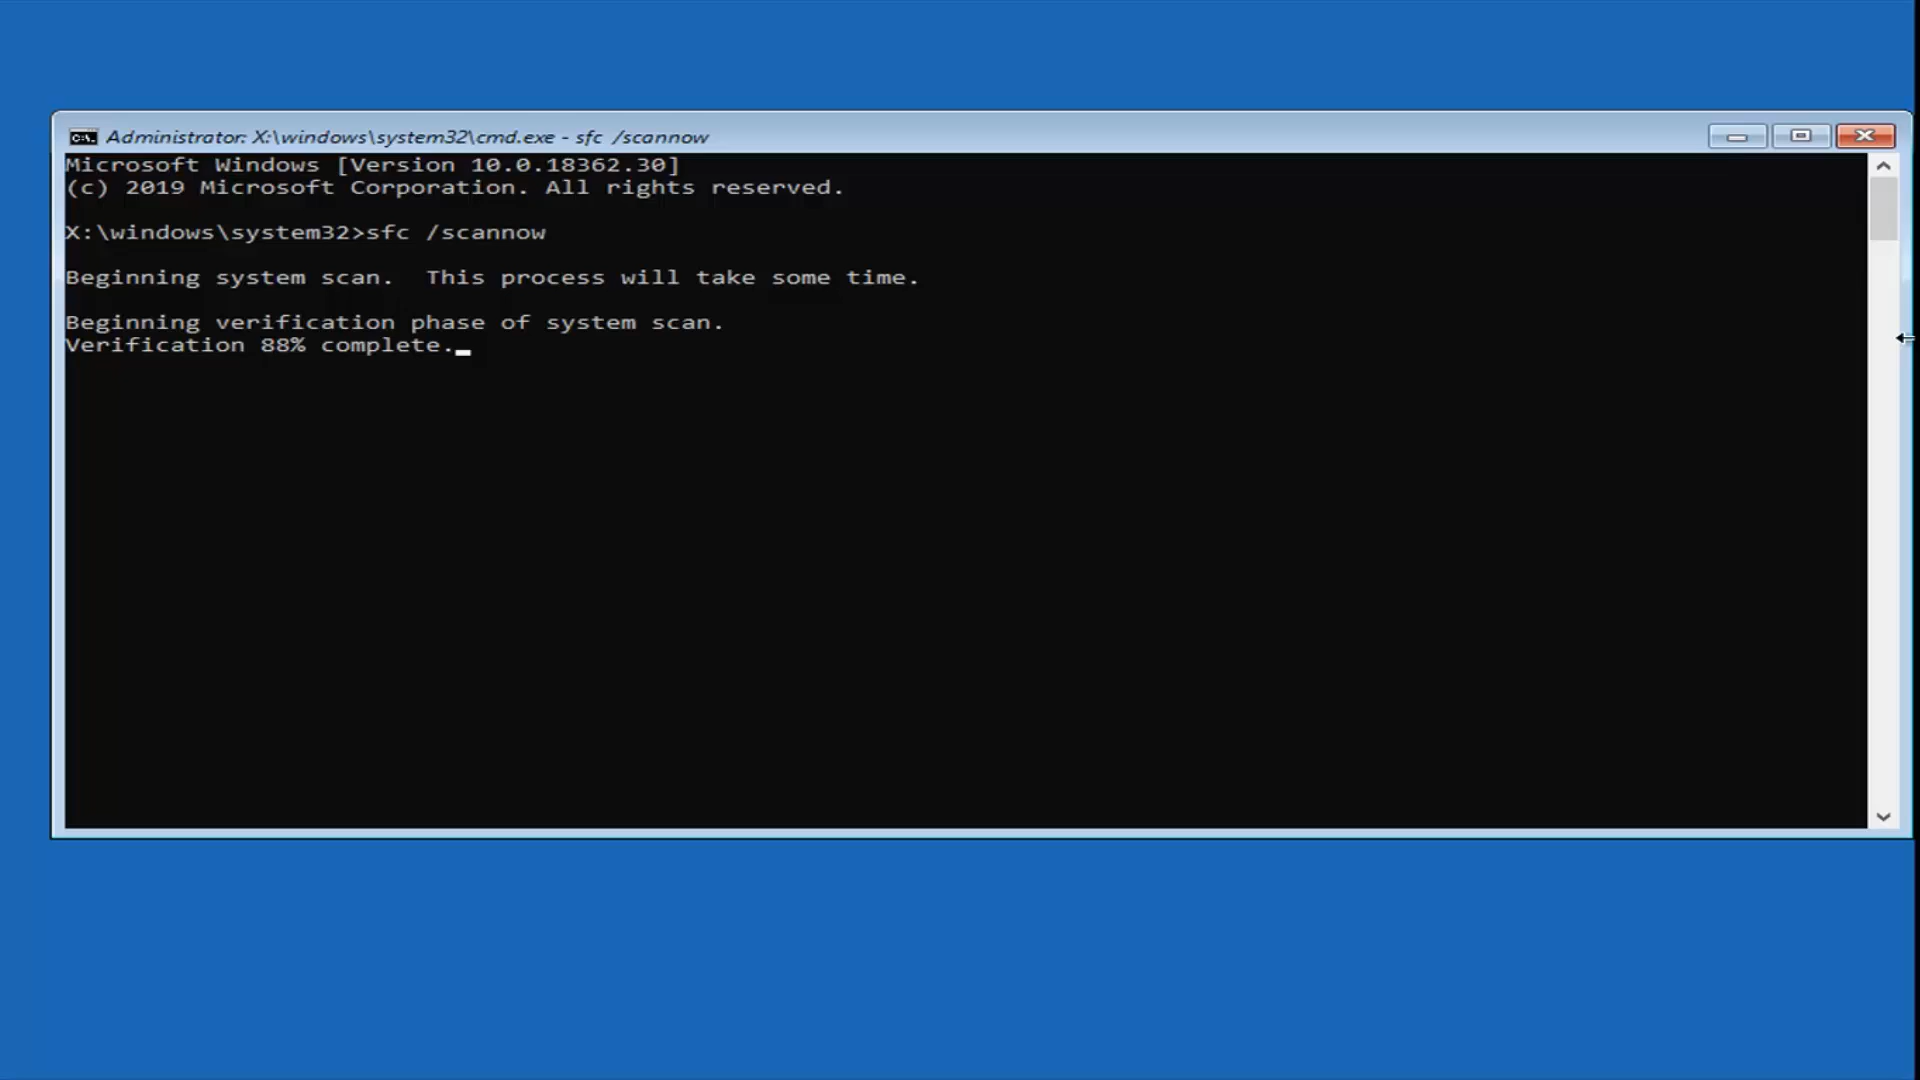 Administrator: X:\windows\system32\cmd.exe - sfc /scannow
Microsoft Windows [Version 10.0.18362.30]
(c) 2019 Microsoft Corporation. All rights reserved.
X:\windows\system32>sfc /scannow
Beginning system scan.  This process will take some time.
Beginning verification phase of system scan.
Verification 88% complete.